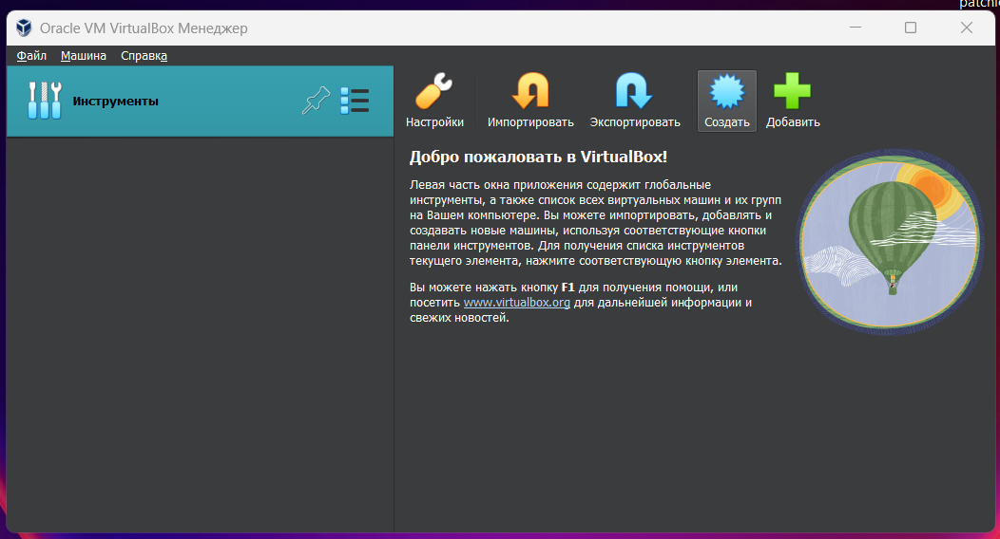 Oracle VM VirtualBox Менеджер
Файл Машина Справка
Инструменты
Настройки Импортировать Экспортировать Создать Добавить
Добро пожаловать в VirtualBox!
Левая часть окна приложения содержит глобальные
инструменты, а также список всех виртуальных машин и их групп
на Вашем компьютере. Вы можете импортировать, добавлять и
создавать новые машины, используя соответствующие кнопки
панели инструментов. Для получения списка инструментов
текущего элемента, нажмите соответствующую кнопку элемента.
Вы можете нажать кнопку F1 для получения помощи, или
посетить www.virtualbox.org для дальнейшей информации и
свежих новостей.